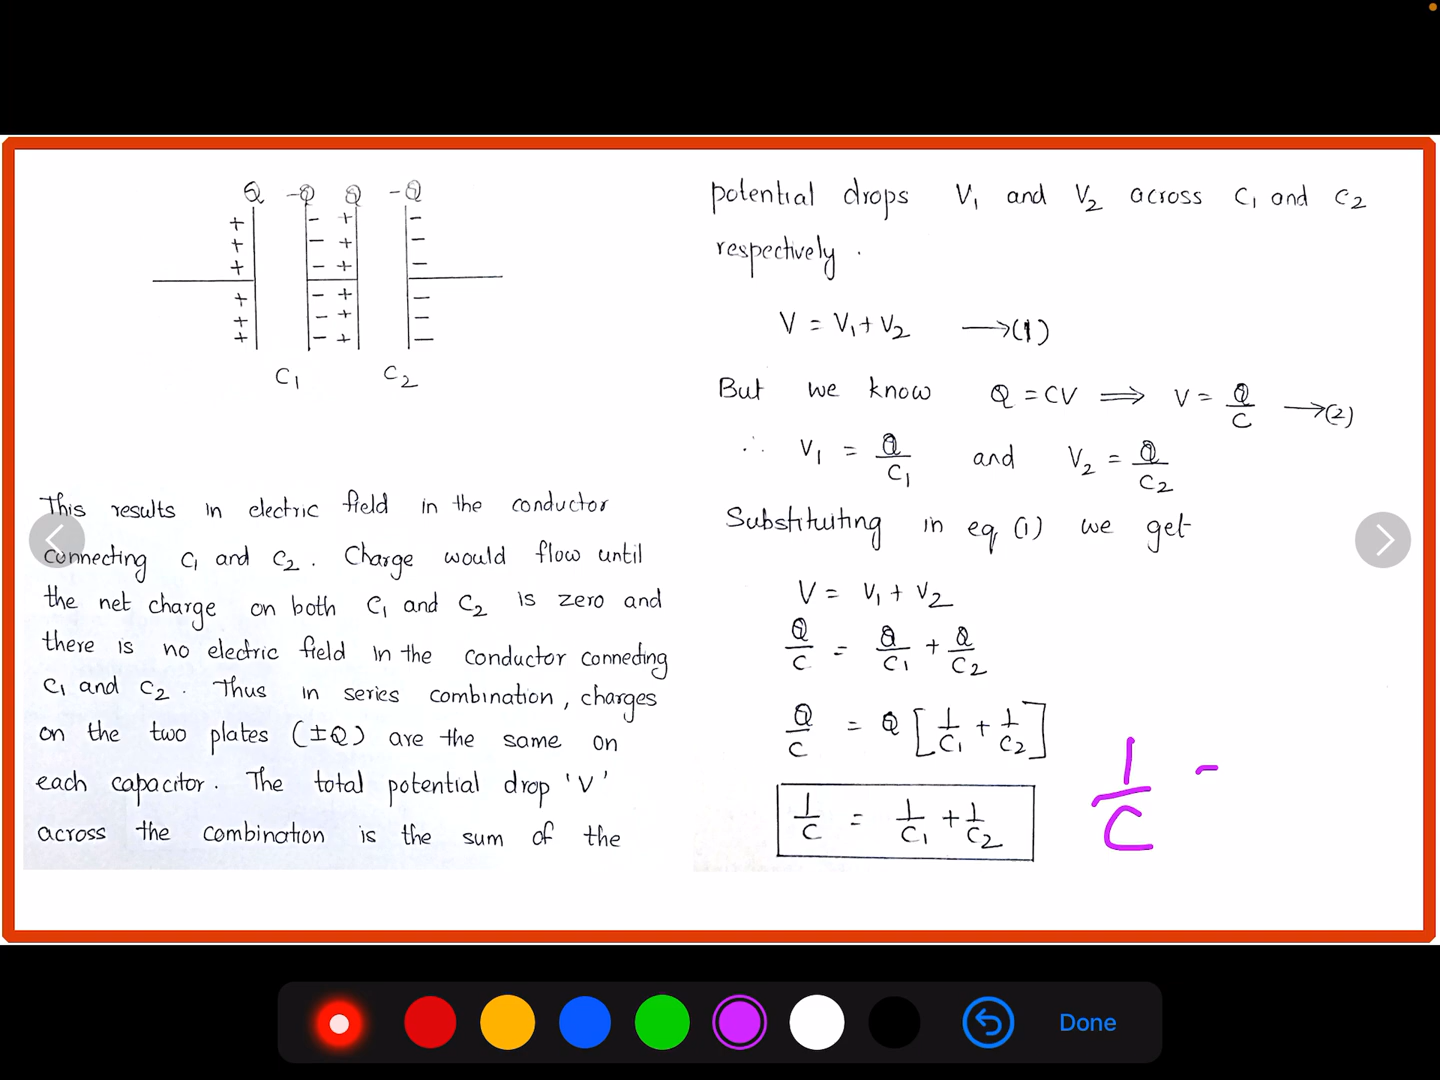 Q -Q Q -Q
+ - + -
+ - + -
+ - + -
+ - + -
+ - + -
+ - + -
C1 C2
This results in electric field in the conductor
connecting C1 and C2. Charge would flow until
the net charge on both C1 and C2 is zero and
there is no electric field in the conductor conneding
C1 and C2. Thus in series combination, charges
on the two plates (±Q) are the same on
each capacitor. The total potential drop 'V'
across the combination is the sum of the
potential drops V1 and V2 across C1 and C2
respectively.
V = V1 + V2 ⟶(1)
But we know Q = CV ⟹ V = Q/C ⟶(2)
∴ V1 = Q/C1 and V2 = Q/C2
Substituiting in eq (1) we get
V = V1 + V2
Q/C = Q/C1 + Q/C2
Q/C = Q [1/C1 + 1/C2]
1/C = 1/C1 + 1/C2
1/C -
Done